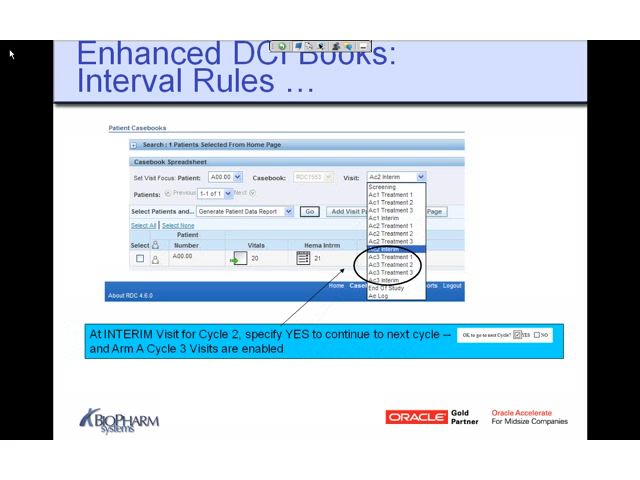 Enhanced DCI Books:
Interval Rules …
Patient Casebooks
Search : 1 Patients Selected From Home Page
Casebook Spreadsheet
Set Visit Focus: Patient: A00.00 Casebook: RDC1553 Visit: Ac2 Interim
Patients: Previous 1-1 of 1 Next
Screening
Ac1 Treatment 1
Ac1 Treatment 2
Ac1 Treatment 3
Ac1 Interim
Ac2 Treatment 1
Ac2 Treatment 2
Ac2 Treatment 3
Ac2 Interim
Ac3 Treatment 1
Ac3 Treatment 2
Ac3 Treatment 3
Ac3 Interim
End Of Study
Ae Log
Select Patients and... Generate Patient Data Report Go Add Visit Page
Select All | Select None
Patient
Select Number Vitals Hema Intrm
A00.00 20 21
Home Logout
About RDC 4.6.0
At INTERIM Visit for Cycle 2, specify YES to continue to next cycle --
and Arm A Cycle 3 Visits are enabled
OK to go to next Cycle? YES NO
BIOPHARM
systems
ORACLE Gold
Partner
Oracle Accelerate
For Midsize Companies